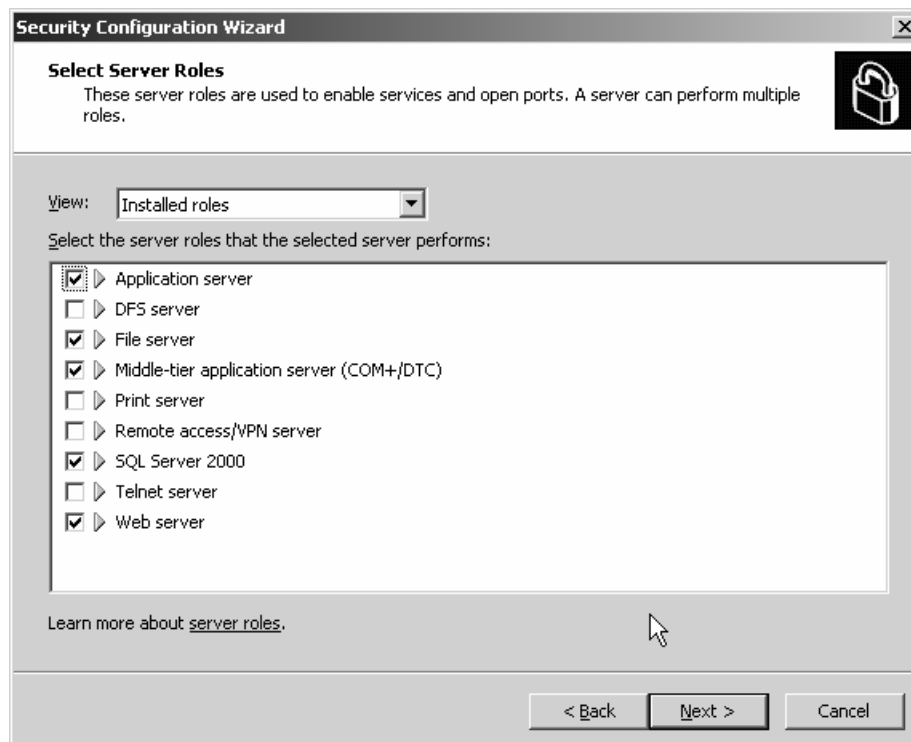 Security Configuration Wizard
Select Server Roles
These server roles are used to enable services and open ports. A server can perform multiple
roles.
View: Installed roles
Select the server roles that the selected server performs:
Application server
DFS server
File server
Middle-tier application server (COM+/DTC)
Print server
Remote access/VPN server
SQL Server 2000
Telnet server
Web server
Learn more about server roles.
< Back Next > Cancel